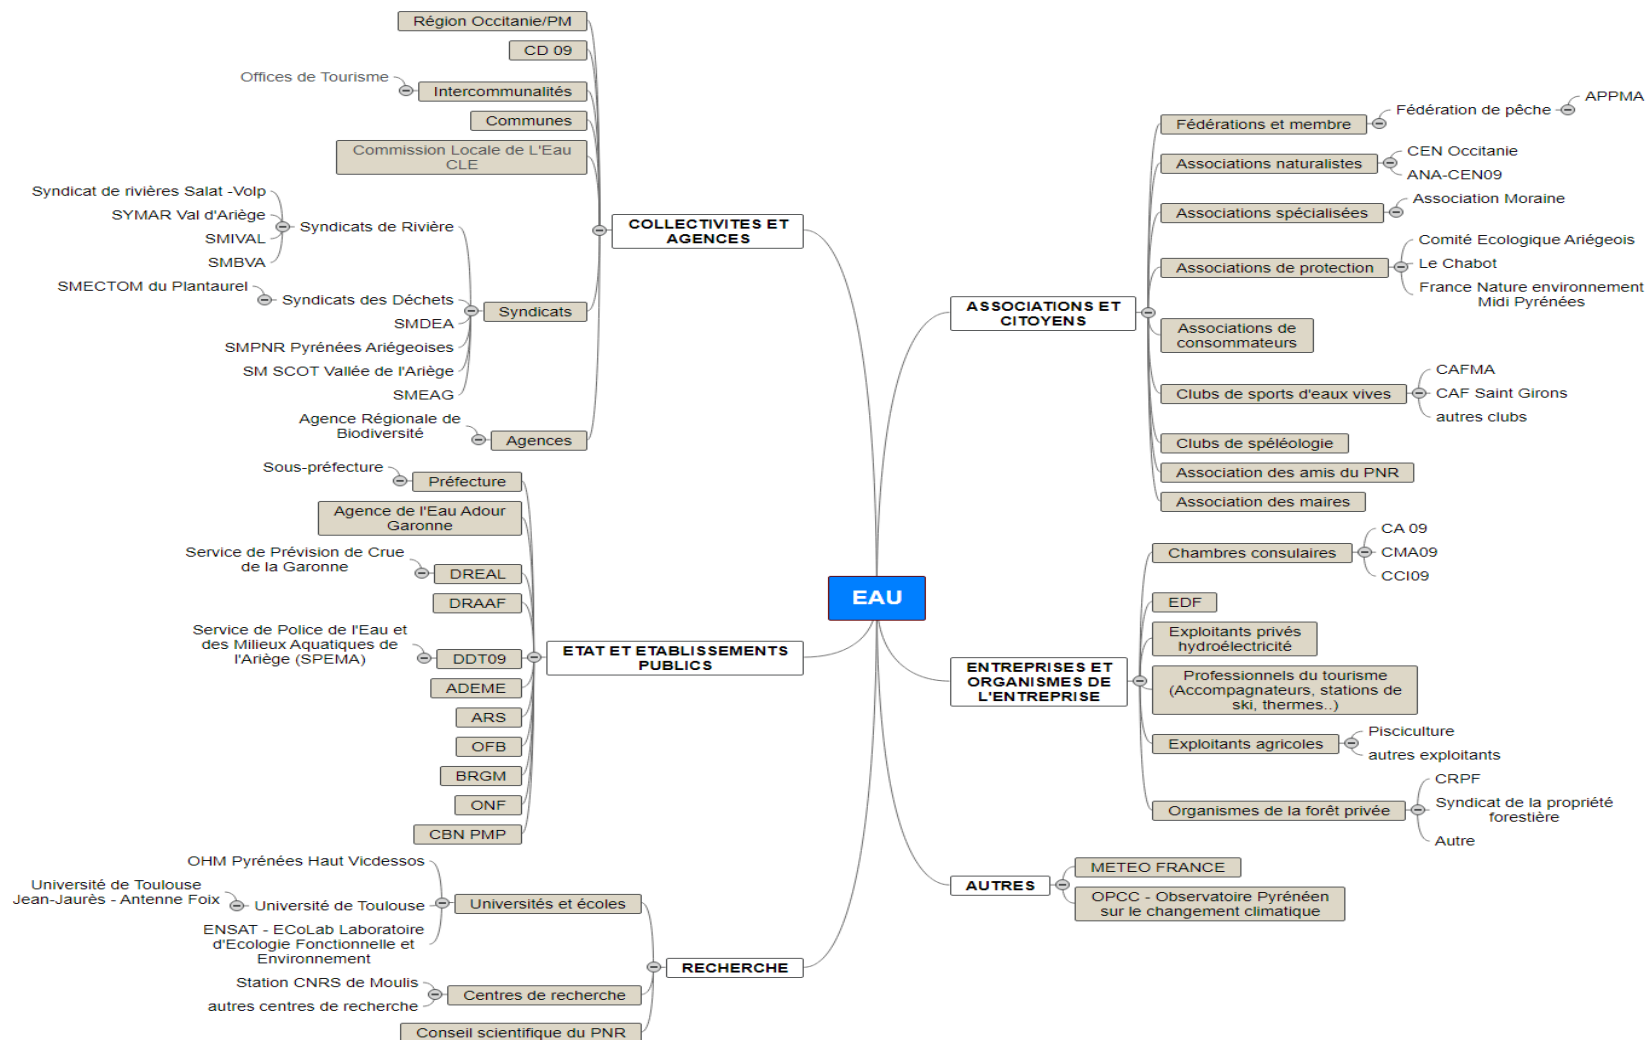 EAU
COLLECTIVITES ET
AGENCES
Région Occitanie/PM
CD 09
Offices de Tourisme
Intercommunalités
Communes
Commission Locale de L'Eau
CLE
Syndicat de rivières Salat -Volp
SYMAR Val d'Ariège
SMIVAL
SMBVA
Syndicats de Rivière
SMECTOM du Plantaurel
Syndicats des Déchets
SMDEA
SMPNR Pyrénées Ariégeoises
SM SCOT Vallée de l'Ariège
SMEAG
Syndicats
Agence Régionale de
Biodiversité
Agences
ETAT ET ETABLISSEMENTS
PUBLICS
Sous-préfecture
Préfecture
Agence de l'Eau Adour
Garonne
Service de Prévision de Crue
de la Garonne
DREAL
DRAAF
Service de Police de l'Eau et
des Milieux Aquatiques de
l'Ariège (SPEMA)
DDT09
ADEME
ARS
OFB
BRGM
ONF
CBN PMP
RECHERCHE
OHM Pyrénées Haut Vicdessos
Université de Toulouse
Jean-Jaurès - Antenne Foix
Université de Toulouse
ENSAT - ECoLab Laboratoire
d'Ecologie Fonctionnelle et
Environnement
Universités et écoles
Station CNRS de Moulis
autres centres de recherche
Centres de recherche
Conseil scientifique du PNR
ASSOCIATIONS ET
CITOYENS
Fédérations et membre
Fédération de pêche
APPMA
Associations naturalistes
CEN Occitanie
ANA-CEN09
Associations spécialisées
Association Moraine
Associations de protection
Comité Ecologique Ariégeois
Le Chabot
France Nature environnement
Midi Pyrénées
Associations de
consommateurs
Clubs de sports d'eaux vives
CAFMA
CAF Saint Girons
autres clubs
Clubs de spéléologie
Association des amis du PNR
Association des maires
ENTREPRISES ET
ORGANISMES DE
L'ENTREPRISE
Chambres consulaires
CA 09
CMA09
CCI09
EDF
Exploitants privés
hydroélectricité
Professionnels du tourisme
(Accompagnateurs, stations de
ski, thermes..)
Exploitants agricoles
Pisciculture
autres exploitants
Organismes de la forêt privée
CRPF
Syndicat de la propriété
forestière
Autre
AUTRES
METEO FRANCE
OPCC - Observatoire Pyrénéen
sur le changement climatique